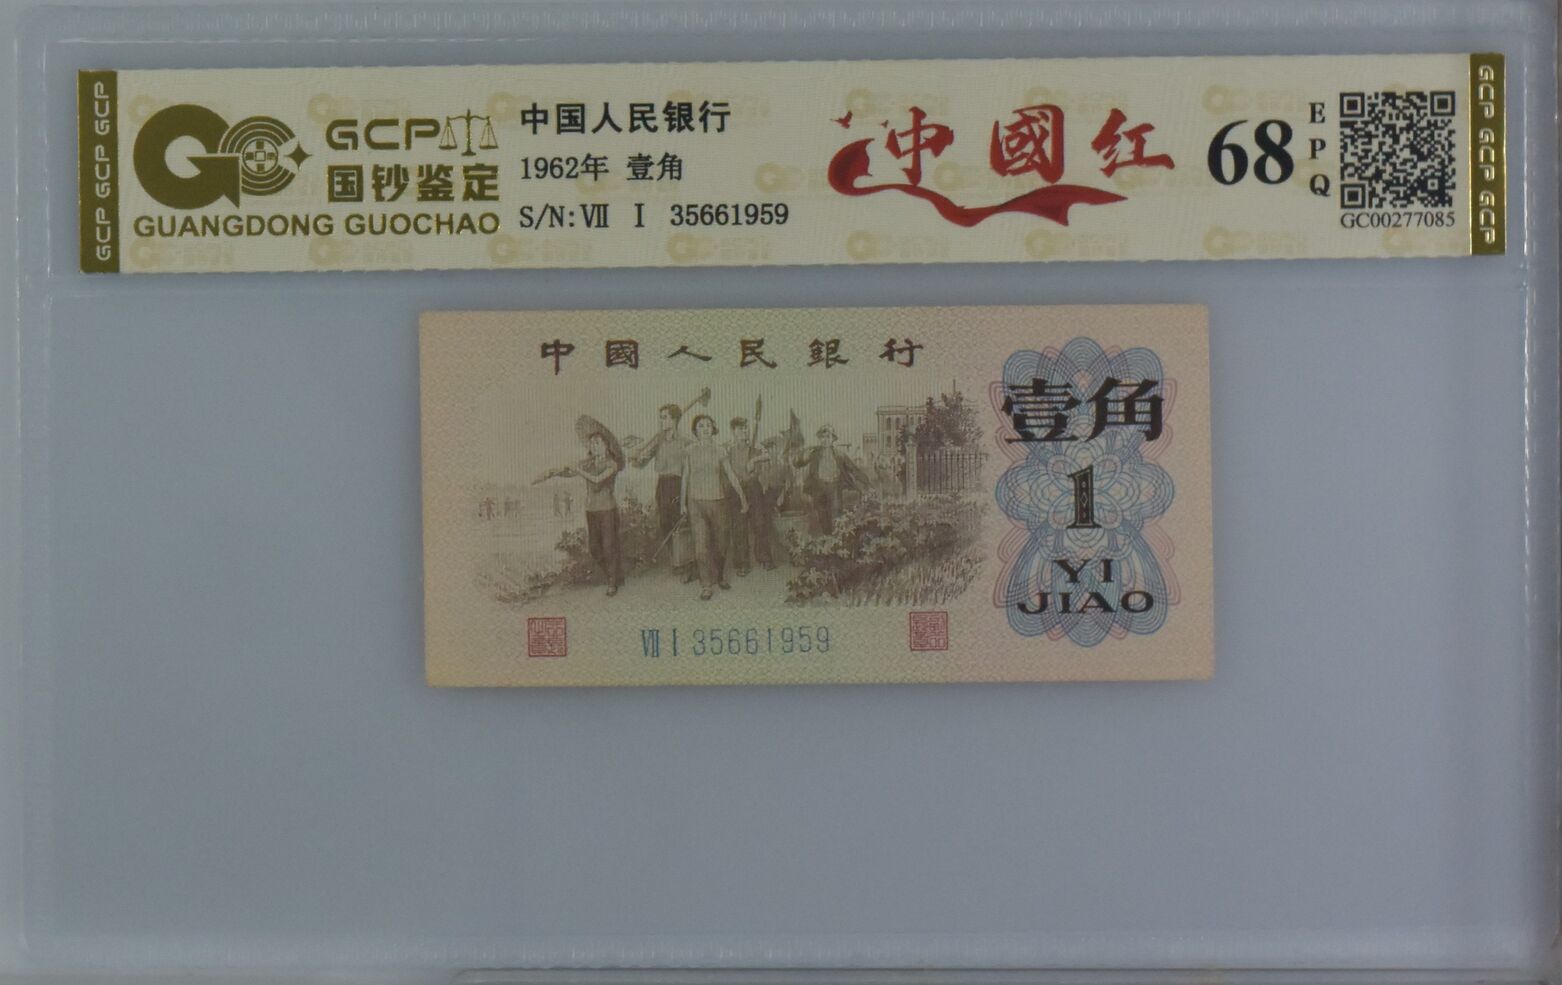 GCP GCP GCP
GCP
国钞鉴定
GUANGDONG GUOCHAO
中国人民银行
1962年 壹角
S/N: Ⅶ Ⅰ 35661959
中國红
68
EPQ
GC00277085
GCP GCP GCP
中國人民銀行
壹角
1
YI
JIAO
Ⅶ Ⅰ 35661959